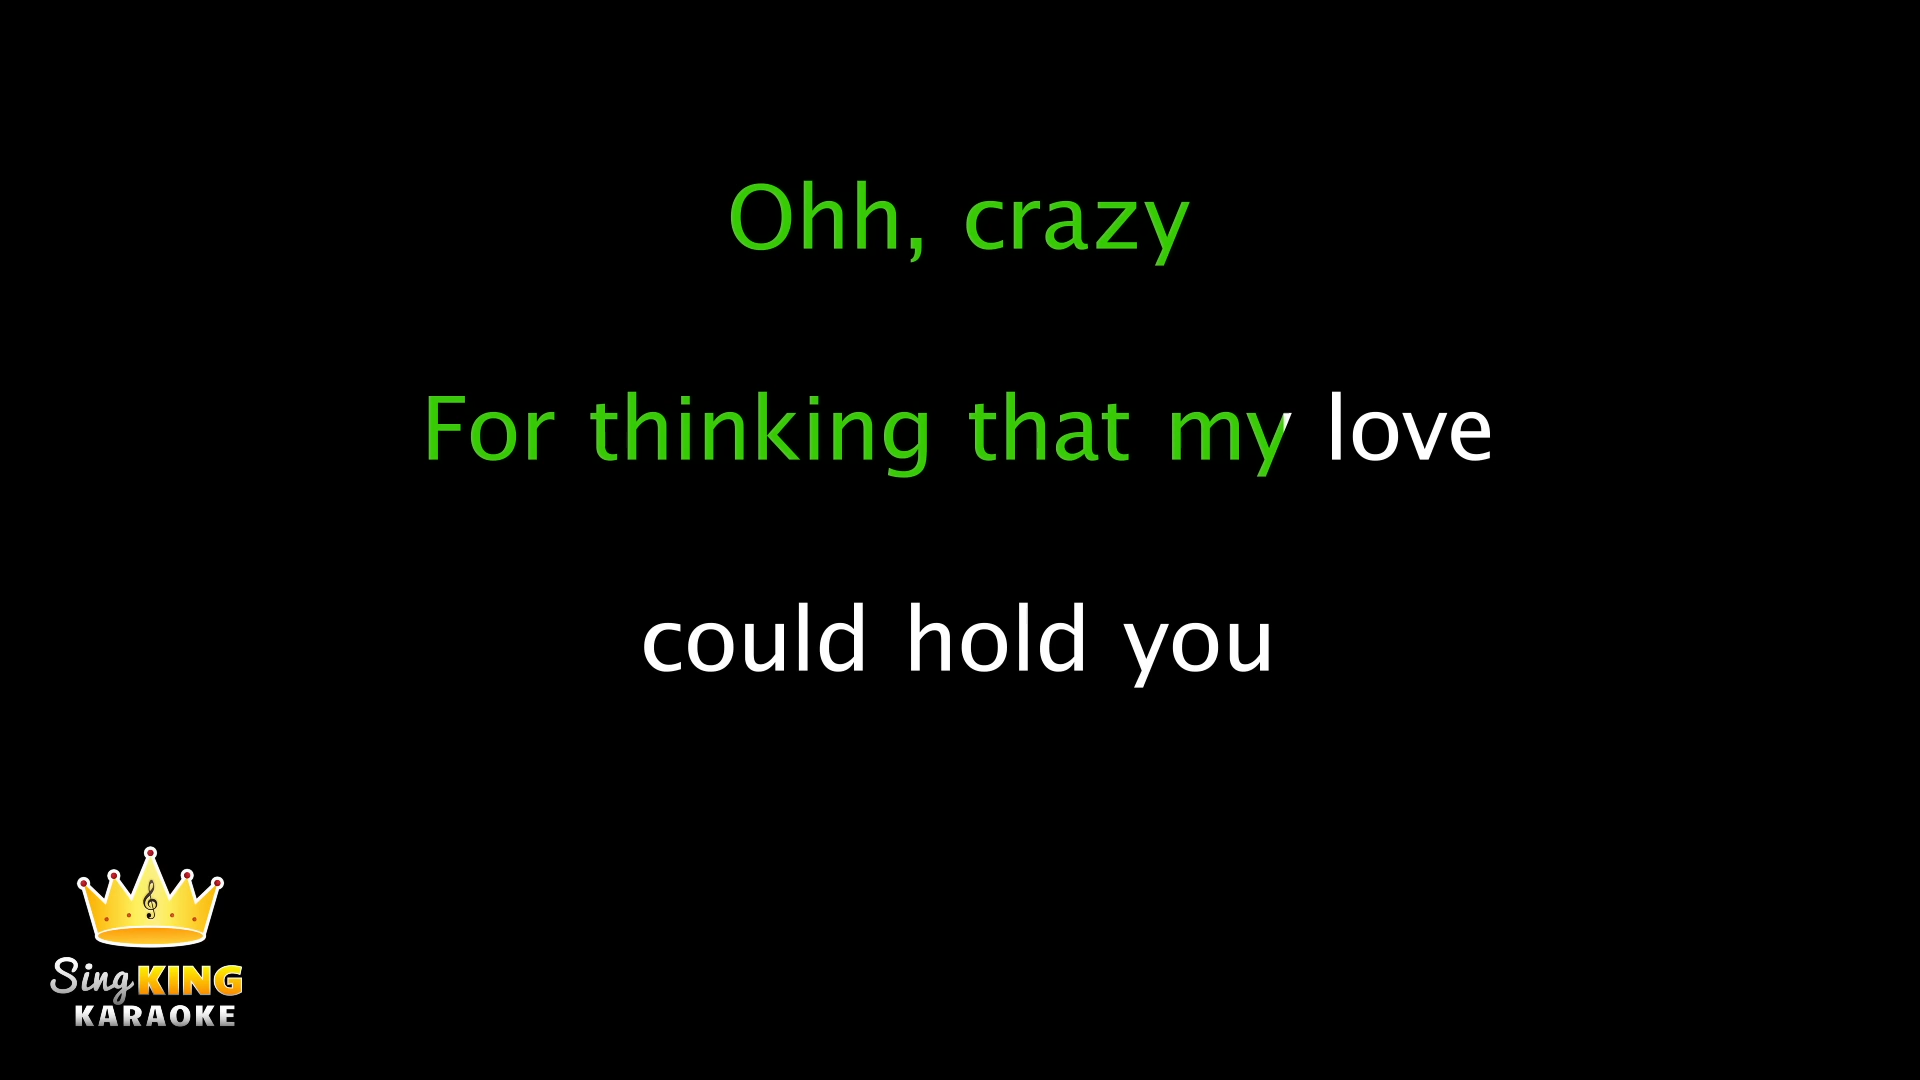 Ohh, crazy
For thinking that my love
could hold you
Sing KING
KARAOKE